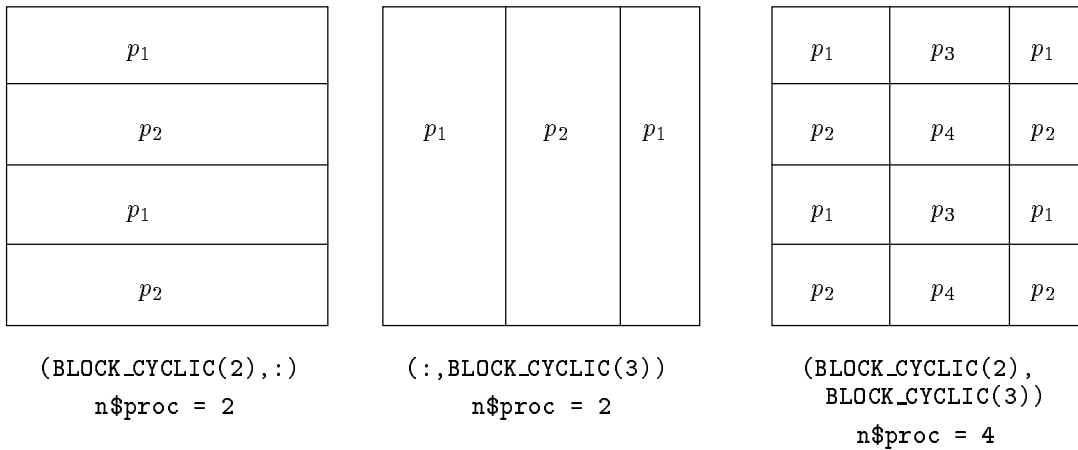 p1
p2
p1
p2
(BLOCK_CYCLIC(2),:)
n$proc = 2
p1 p2 p1
(:,BLOCK_CYCLIC(3))
n$proc = 2
p1 p3 p1
p2 p4 p2
p1 p3 p1
p2 p4 p2
(BLOCK_CYCLIC(2),
BLOCK_CYCLIC(3))
n$proc = 4